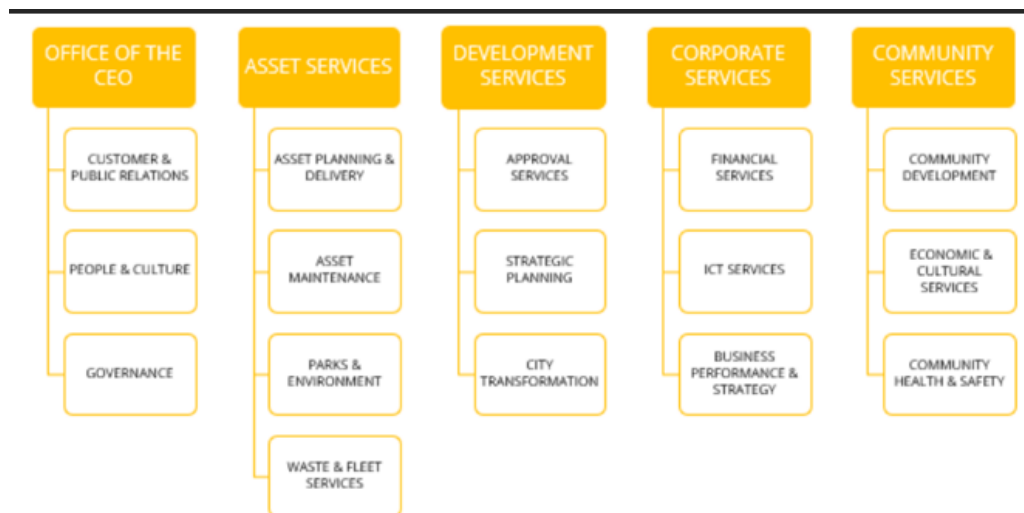 OFFICE OF THE
CEO
CUSTOMER &
PUBLIC RELATIONS
PEOPLE & CULTURE
GOVERNANCE
ASSET SERVICES
ASSET PLANNING &
DELIVERY
ASSET
MAINTENANCE
PARKS &
ENVIRONMENT
WASTE & FLEET
SERVICES
DEVELOPMENT
SERVICES
APPROVAL
SERVICES
STRATEGIC
PLANNING
CITY
TRANSFORMATION
CORPORATE
SERVICES
FINANCIAL
SERVICES
ICT SERVICES
BUSINESS
PERFORMANCE &
STRATEGY
COMMUNITY
SERVICES
COMMUNITY
DEVELOPMENT
ECONOMIC &
CULTURAL
SERVICES
COMMUNITY
HEALTH & SAFETY